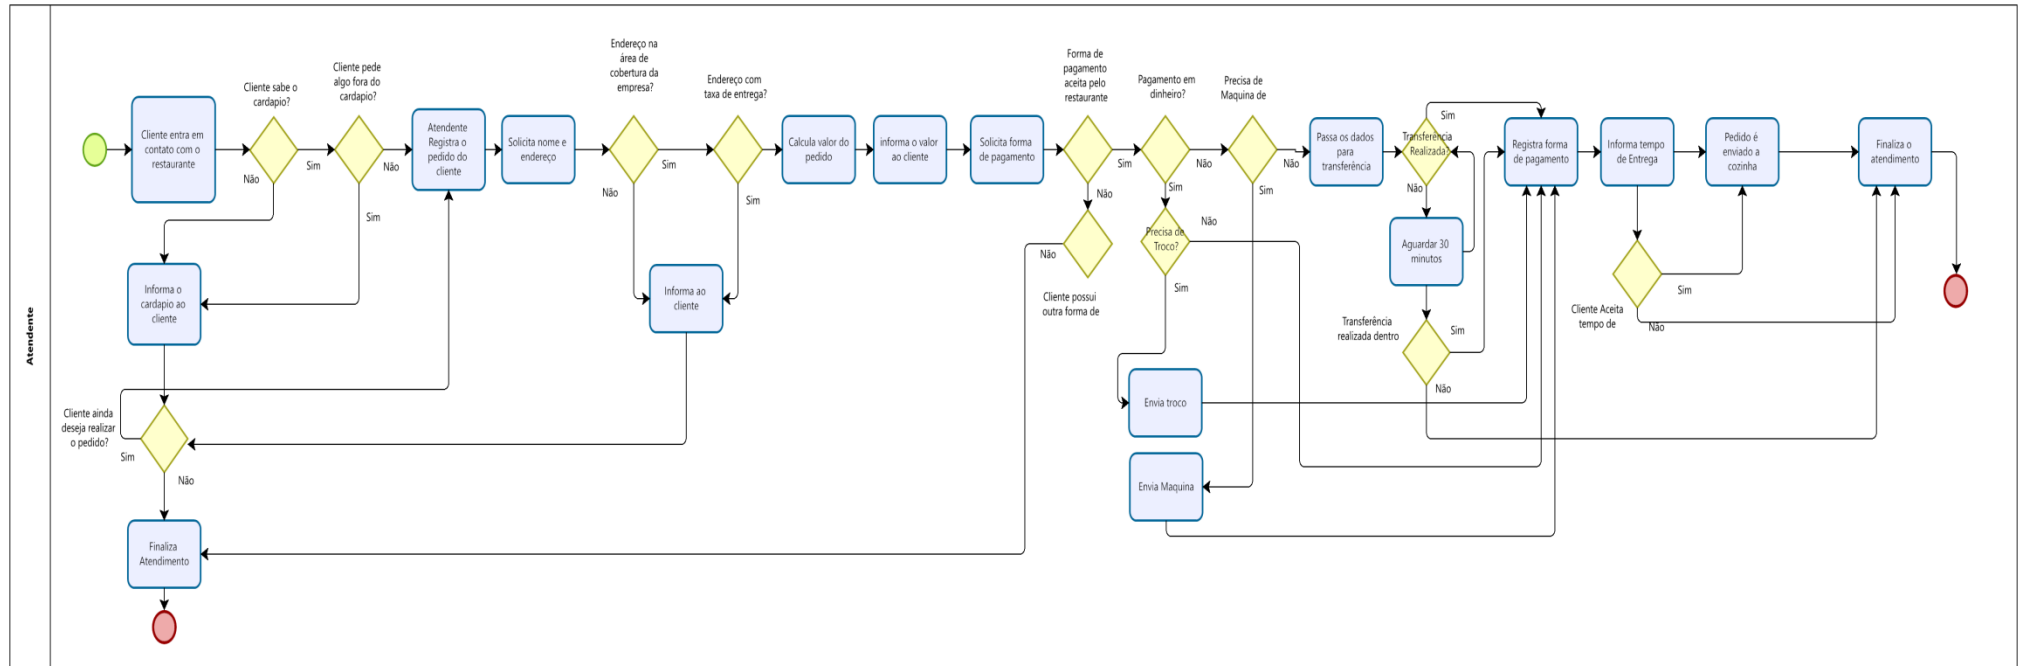 Atendente
Cliente entra em
contato com o
restaurante
Cliente sabe o
cardapio?
Não
Sim
Cliente pede
algo fora do
cardapio?
Não
Sim
Atendente
Registra o
pedido do
cliente
Solicita nome e
endereço
Endereço na
área de
cobertura da
empresa?
Sim
Não
Endereço com
taxa de entrega?
Sim
Calcula valor do
pedido
informa o valor
ao cliente
Solicita forma
de pagamento
Forma de
pagamento
aceita pelo
restaurante
Sim
Não
Pagamento em
dinheiro?
Não
Sim
Precisa de
Maquina de
Não
Sim
Passa os dados
para
transferência
Transferência
Realizada?
Sim
Não
Registra forma
de pagamento
Informa tempo
de Entrega
Pedido é
enviado a
cozinha
Finaliza o
atendimento
Informa o
cardapio ao
cliente
Informa ao
cliente
Não
Cliente possui
outra forma de
Precisa de
Troco?
Não
Sim
Aguardar 30
minutos
Transferência
realizada dentro
Sim
Não
Cliente Aceita
tempo de
Sim
Não
Cliente ainda
deseja realizar
o pedido?
Sim
Não
Envia troco
Envia Maquina
Finaliza
Atendimento